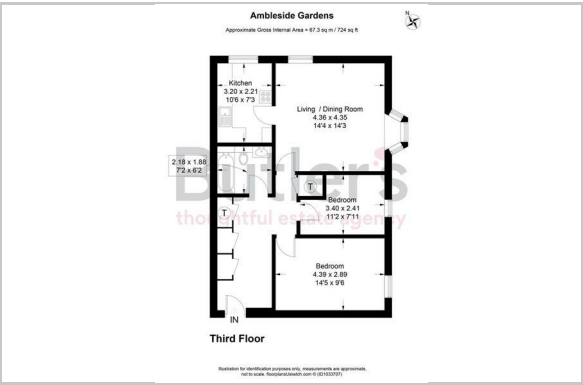 Ambleside Gardens
Approximate Gross Internal Area = 67.3 sq m / 724 sq ft
N
Kitchen
3.20 x 2.21
10'6 x 7'3
Living / Dining Room
4.36 x 4.35
14'4 x 14'3
2.18 x 1.88
7'2 x 6'2
Butler's
thoughtful estate agency
T
Bedroom
3.40 x 2.41
11'2 x 7'11
T
Bedroom
4.39 x 2.89
14'5 x 9'6
IN
Third Floor
Illustration for identification purposes only, measurements are approximate,
not to scale. floorplansUsketch.com © (ID1033707)